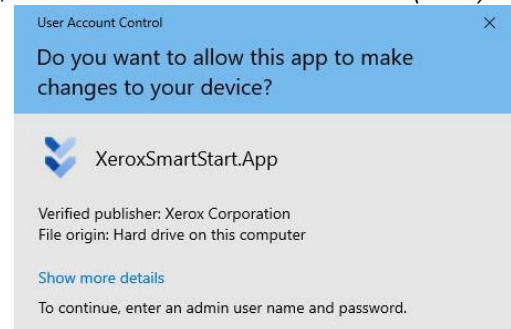 User Account Control
Do you want to allow this app to make
changes to your device?
XeroxSmartStart.App
Verified publisher: Xerox Corporation
File origin: Hard drive on this computer
Show more details
To continue, enter an admin user name and password.